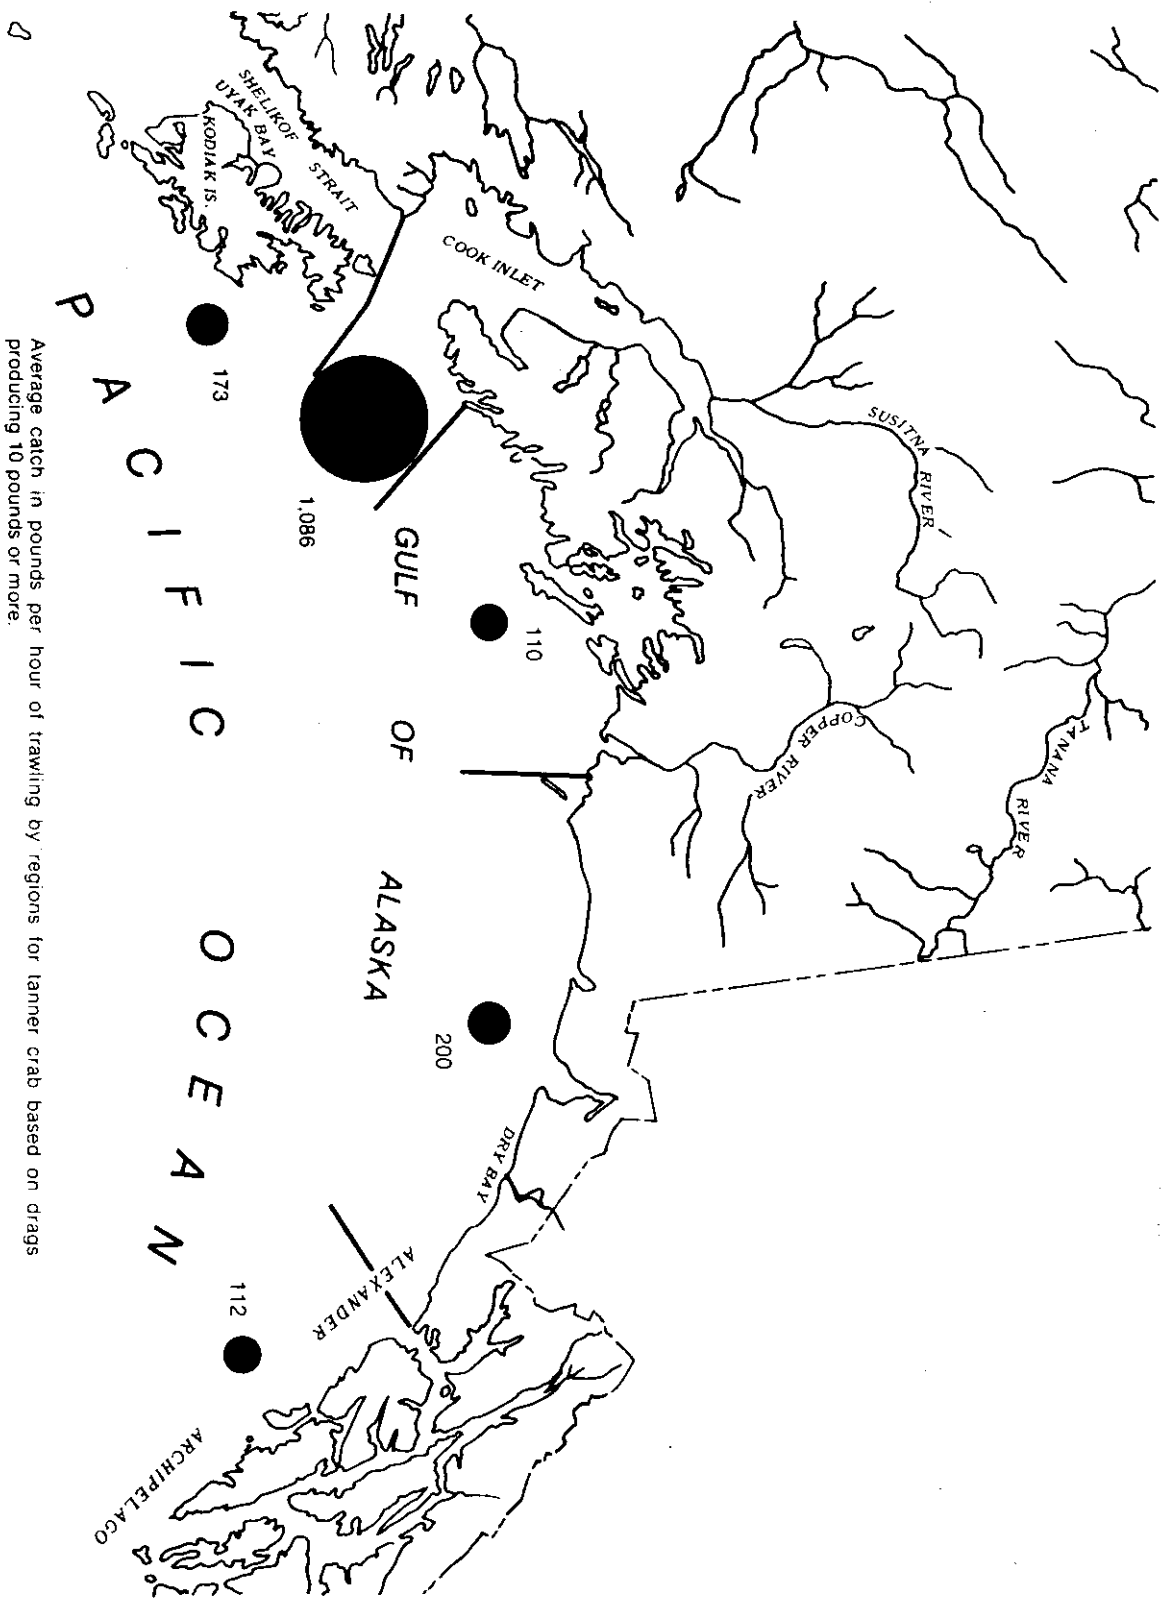 SHELIKOF STRAIT
UYAK BAY
KODIAK IS.
COOK INLET
SUSITNA RIVER
COPPER RIVER
TANANA RIVER
173
1,086
110
GULF OF ALASKA
200
DRY BAY
112
ALEXANDER ARCHIPELAGO
PACIFIC OCEAN
Average catch in pounds per hour of trawling by regions for tanner crab based on drags
producing 10 pounds or more.